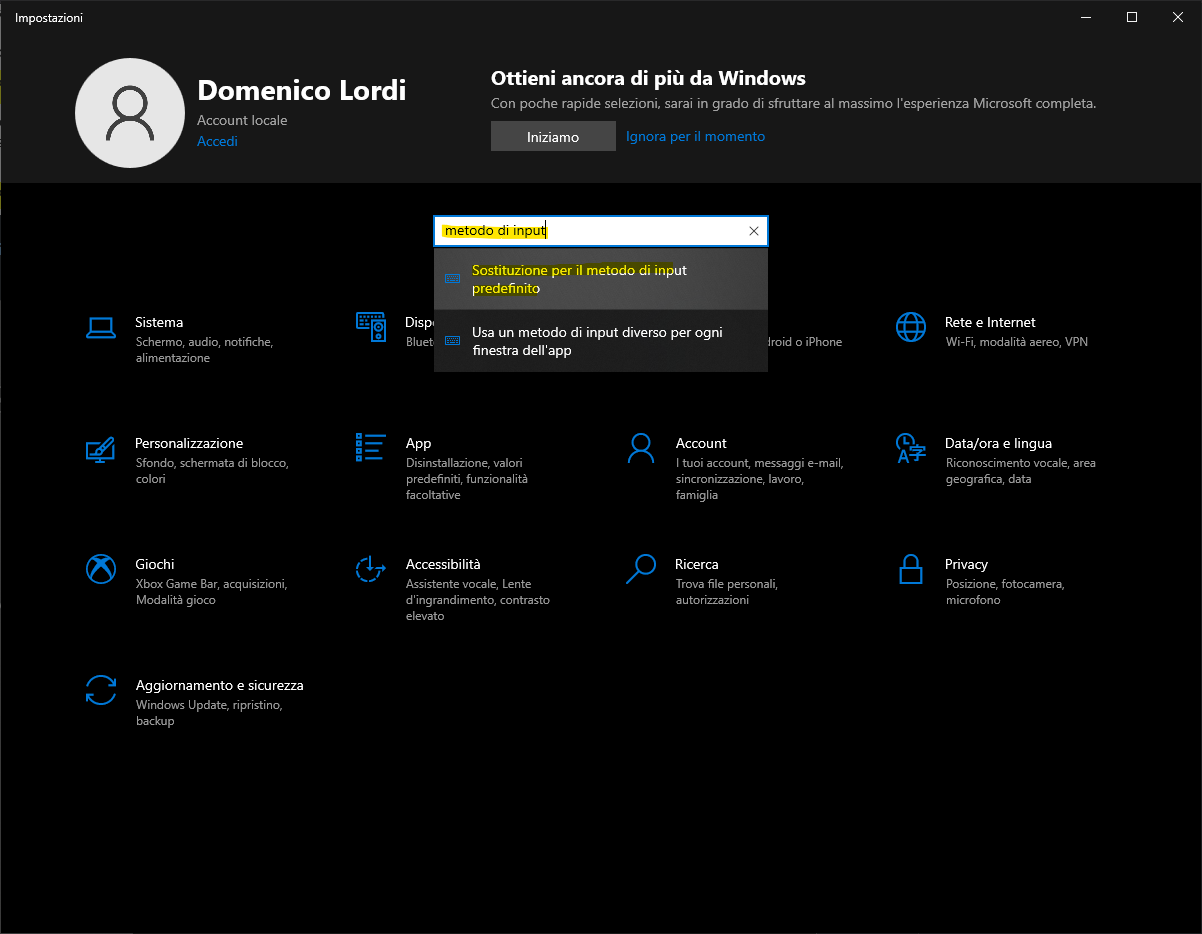 Impostazioni
Domenico Lordi
Account locale
Accedi
Ottieni ancora di più da Windows
Con poche rapide selezioni, sarai in grado di sfruttare al massimo l'esperienza Microsoft completa.
Iniziamo
Ignora per il momento
metodo di input
Sostituzione per il metodo di input
predefinito
Usa un metodo di input diverso per ogni
finestra dell'app
Sistema
Schermo, audio, notifiche,
alimentazione
o iPhone
Rete e Internet
Wi-Fi, modalità aereo, VPN
Personalizzazione
Sfondo, schermata di blocco,
colori
App
Disinstallazione, valori
predefiniti, funzionalità
facoltative
Account
I tuoi account, messaggi e-mail,
sincronizzazione, lavoro,
famiglia
Data/ora e lingua
Riconoscimento vocale, area
geografica, data
Giochi
Xbox Game Bar, acquisizioni,
Modalità gioco
Accessibilità
Assistente vocale, Lente
d'ingrandimento, contrasto
elevato
Ricerca
Trova file personali,
autorizzazioni
Privacy
Posizione, fotocamera,
microfono
Aggiornamento e sicurezza
Windows Update, ripristino,
backup